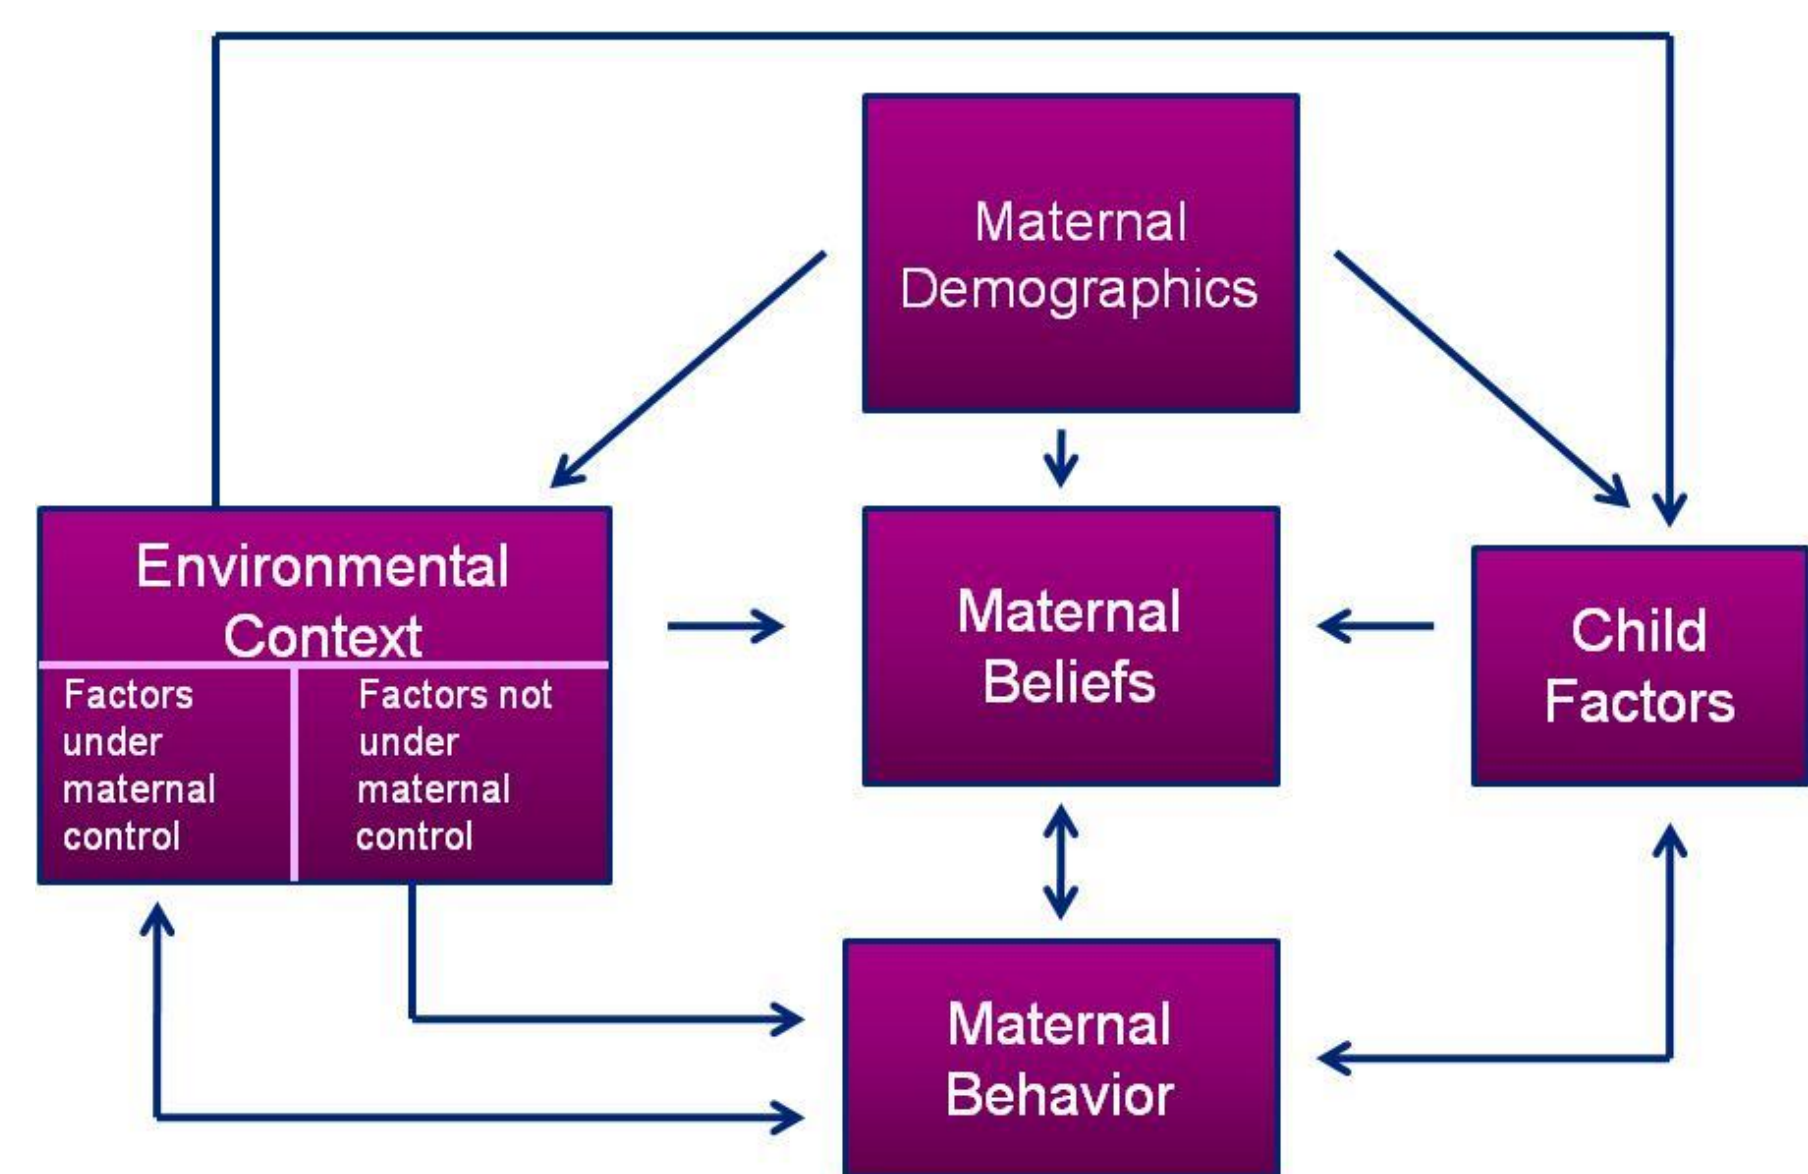 Maternal
Demographics
Environmental
Context
Factors
under
maternal
control
Factors not
under
maternal
control
Maternal
Beliefs
Child
Factors
Maternal
Behavior